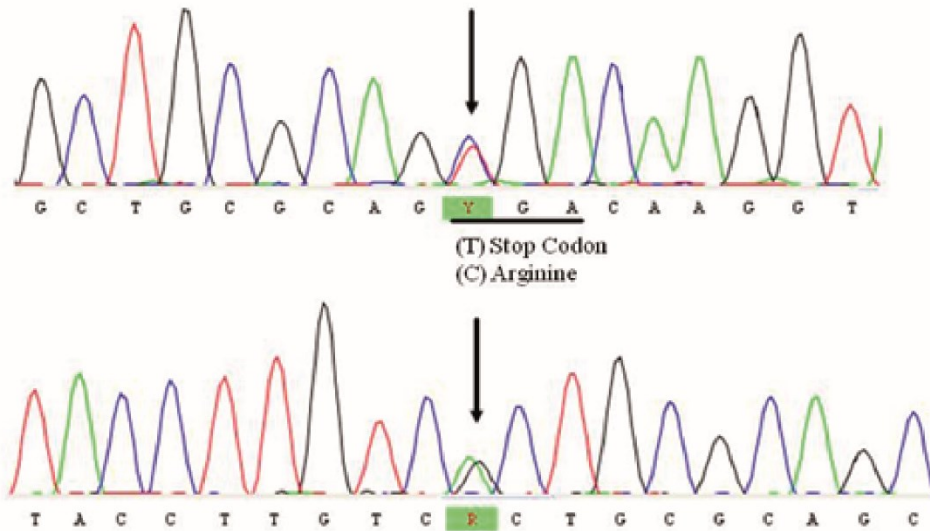 G C T G C G C A G Y G A C A A G G T
(T) Stop Codon
(C) Arginine
T A C C T T G T C R C T G C G C A G C